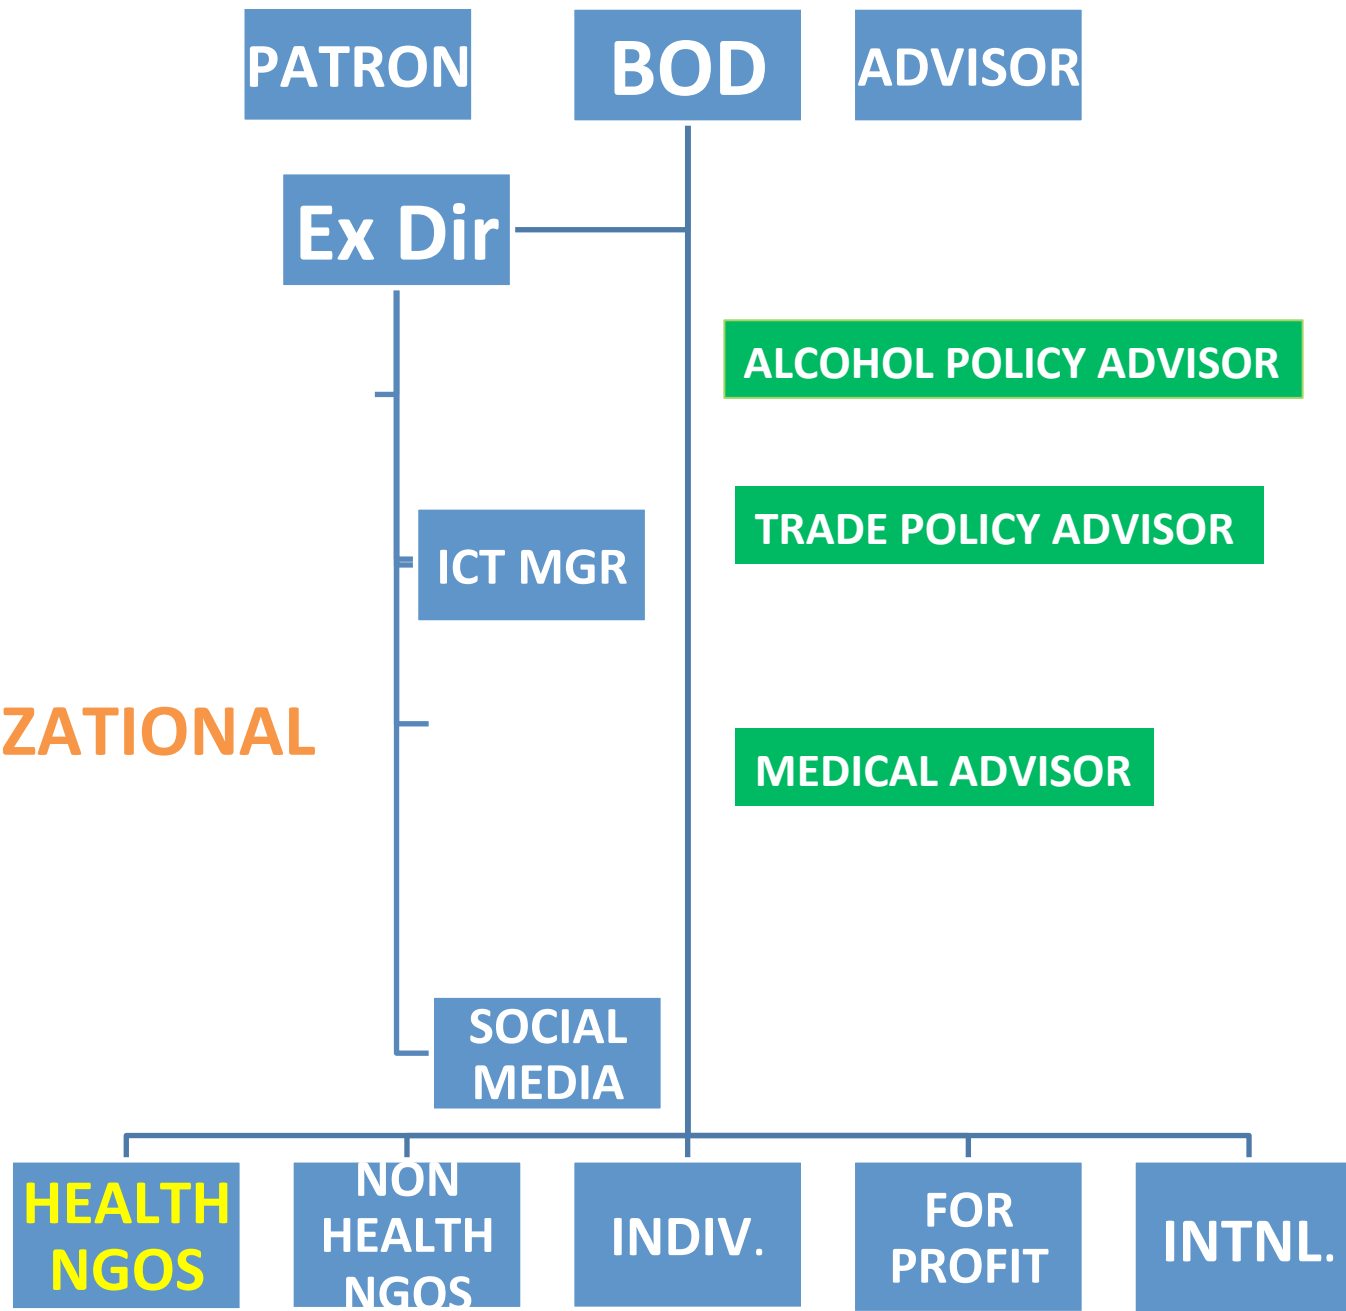 PATRON
BOD
ADVISOR
Ex Dir
ALCOHOL POLICY ADVISOR
TRADE POLICY ADVISOR
ICT MGR
ZATIONAL
MEDICAL ADVISOR
SOCIAL
MEDIA
HEALTH
NGOS
NON
HEALTH
NGOS
INDIV.
FOR
PROFIT
INTNL.